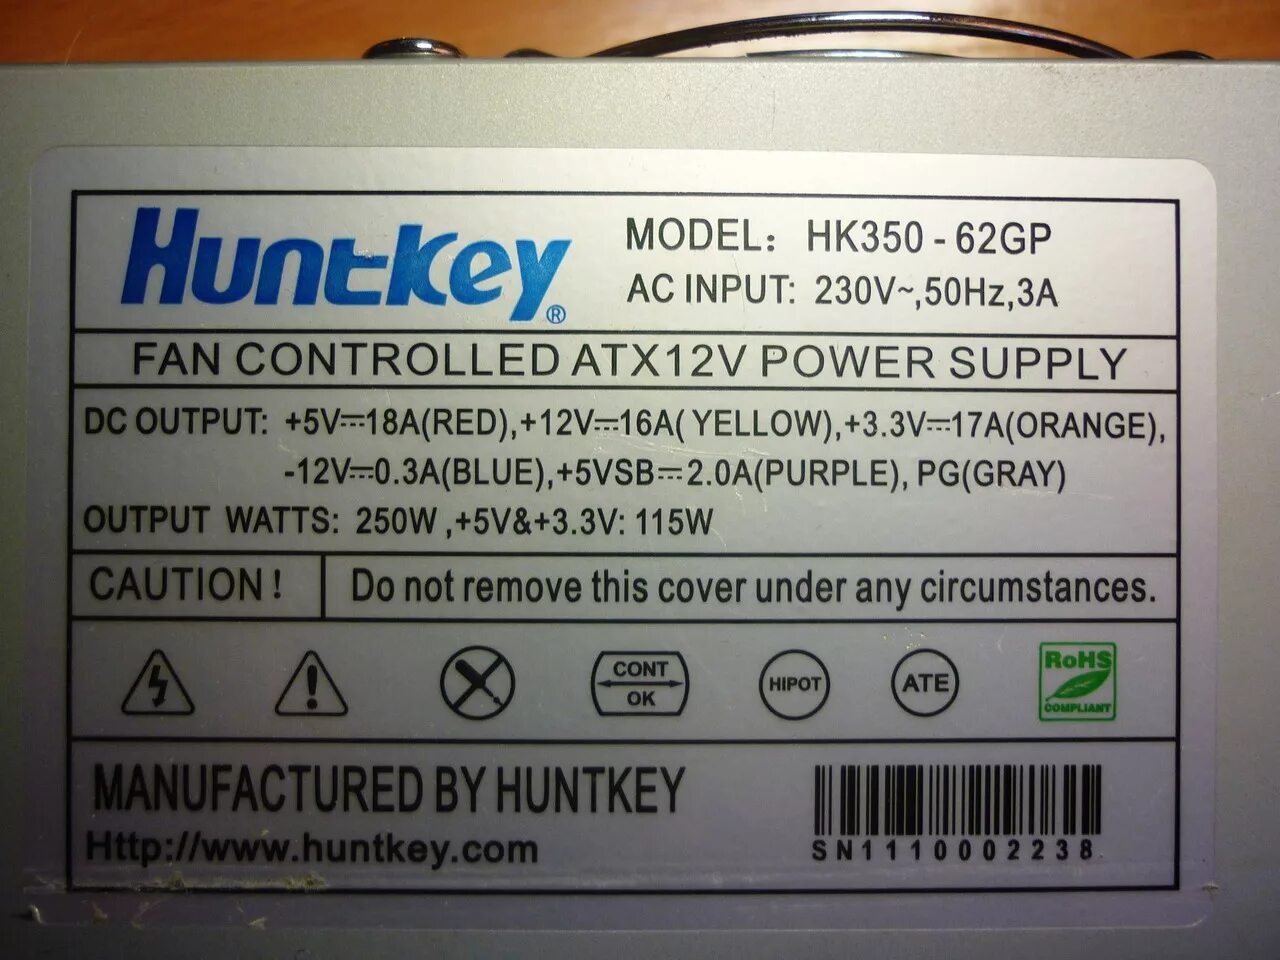 Huntkey®
MODEL: HK350 - 62GP
AC INPUT: 230V~,50Hz,3A
FAN CONTROLLED ATX12V POWER SUPPLY
DC OUTPUT: +5V⎓18A(RED),+12V⎓16A( YELLOW),+3.3V⎓17A(ORANGE),
-12V⎓0.3A(BLUE),+5VSB⎓2.0A(PURPLE), PG(GRAY)
OUTPUT WATTS: 250W ,+5V&+3.3V: 115W
CAUTION ! Do not remove this cover under any circumstances.
CONT
OK
HIPOT
ATE
RoHS
COMPLIANT
MANUFACTURED BY HUNTKEY
Http://www.huntkey.com
SN1110002238